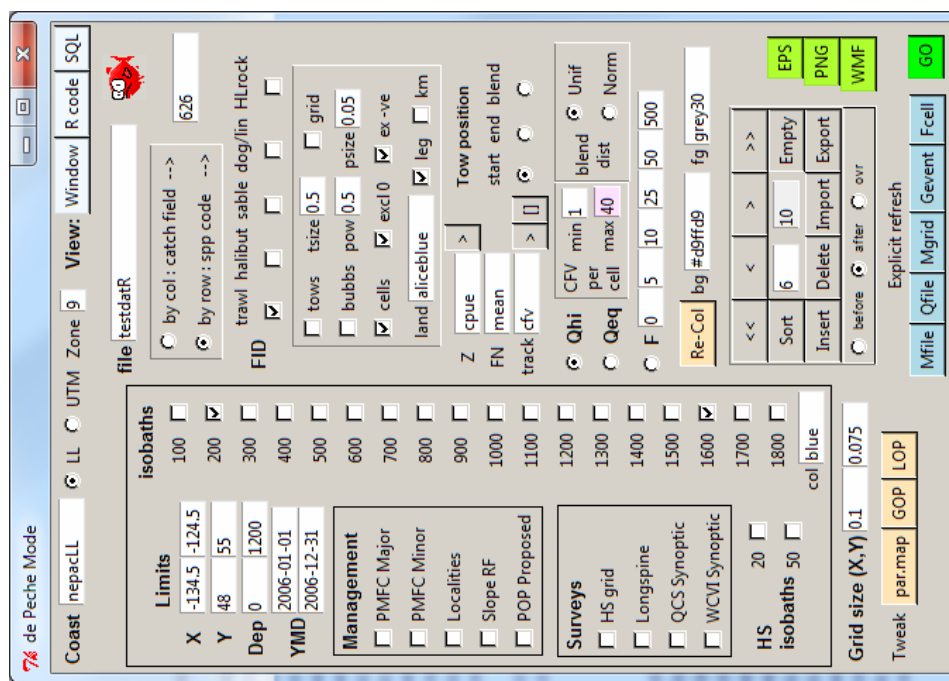 de Peche Mode
Coast nepacLL LL UTM Zone 9 View: Window R code SQL
Limits
X -134.5 -124.5
Y 48 55
Dep 0 1200
YMD 2006-01-01
2006-12-31
Management
PMFC Major
PMFC Minor
Localities
Slope RF
POP Proposed
Surveys
HS grid
Longspine
QCS Synoptic
WCVI Synoptic
HS 20
isobaths 50
isobaths
100
200
300
400
500
600
700
800
900
1000
1100
1200
1300
1400
1500
1600
1700
1800
col blue
Grid size (X,Y) 0.1 0.075
Tweak par.map GOP LOP
file testdatR
by col : catch field -->
by row : spp code --> 626
trawl halibut sable dog/lin HLrock
FID
tows tsize 0.5 grid
bubbs pow 0.5 psize 0.05
cells excl 0 ex -ve
land aliceblue leg km
Z cpue > Tow position
FN mean start end blend
track cfv > []
Qhi CFV min 1 blend Unif
Qeq per cell max 40 dist Norm
F 0 5 10 25 50 500
Re-Col bg #d9ffd9 fg grey30
<< < > >>
Sort 6 10 Empty
Insert Delete Import Export
before after ovr
EPS
PNG
WMF
Explicit refresh
Mfile Qfile Mgrid Gevent Fcell GO